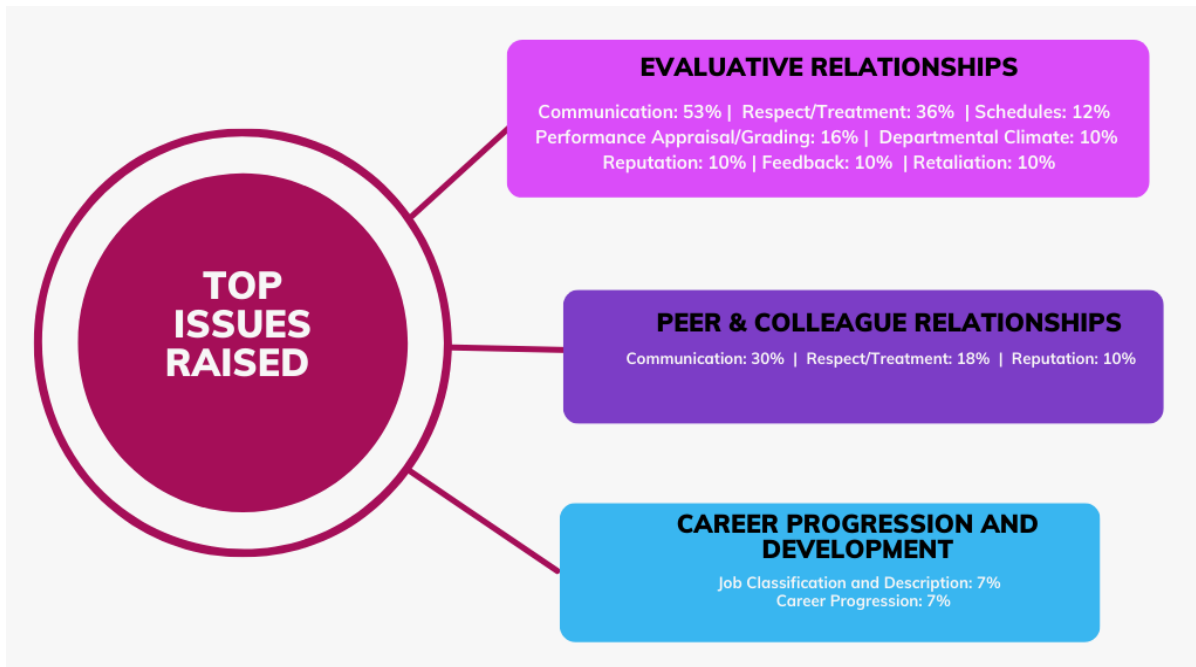 TOP
ISSUES
RAISED
EVALUATIVE RELATIONSHIPS
Communication: 53% | Respect/Treatment: 36% | Schedules: 12%
Performance Appraisal/Grading: 16% | Departmental Climate: 10%
Reputation: 10% | Feedback: 10% | Retaliation: 10%
PEER & COLLEAGUE RELATIONSHIPS
Communication: 30% | Respect/Treatment: 18% | Reputation: 10%
CAREER PROGRESSION AND
DEVELOPMENT
Job Classification and Description: 7%
Career Progression: 7%